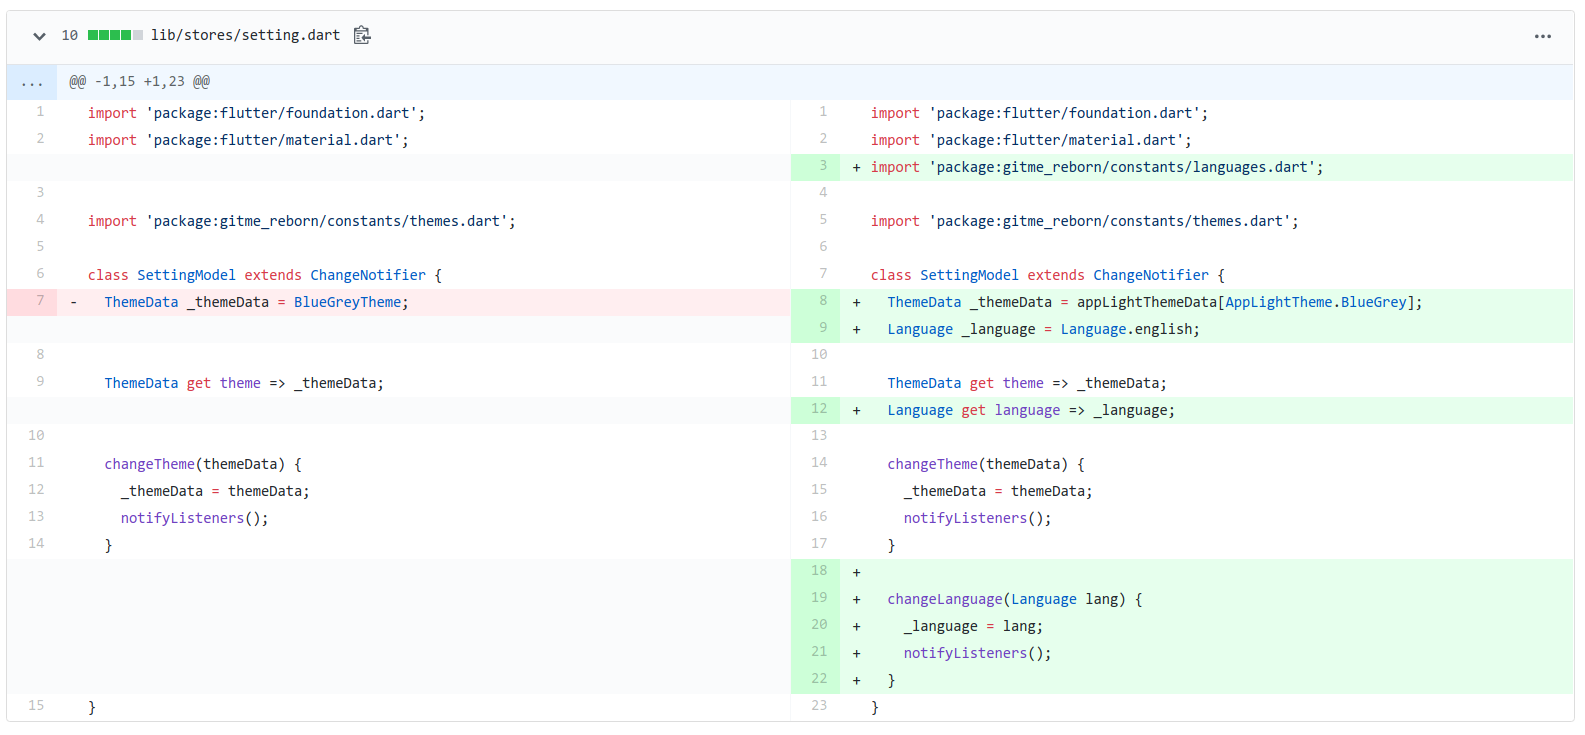 10 lib/stores/setting.dart ...
... @@ -1,15 +1,23 @@
1 import 'package:flutter/foundation.dart';
2 import 'package:flutter/material.dart';
3
4 import 'package:gitme_reborn/constants/themes.dart';
5
6 class SettingModel extends ChangeNotifier {
7 - ThemeData _themeData = BlueGreyTheme;
8
9 ThemeData get theme => _themeData;
10
11 changeTheme(themeData) {
12 _themeData = themeData;
13 notifyListeners();
14 }
15 }
1 import 'package:flutter/foundation.dart';
2 import 'package:flutter/material.dart';
3 + import 'package:gitme_reborn/constants/languages.dart';
4
5 import 'package:gitme_reborn/constants/themes.dart';
6
7 class SettingModel extends ChangeNotifier {
8 + ThemeData _themeData = appLightThemeData[AppLightTheme.BlueGrey];
9 + Language _language = Language.english;
10
11 ThemeData get theme => _themeData;
12 + Language get language => _language;
13
14 changeTheme(themeData) {
15 _themeData = themeData;
16 notifyListeners();
17 }
18 +
19 + changeLanguage(Language lang) {
20 + _language = lang;
21 + notifyListeners();
22 + }
23 }